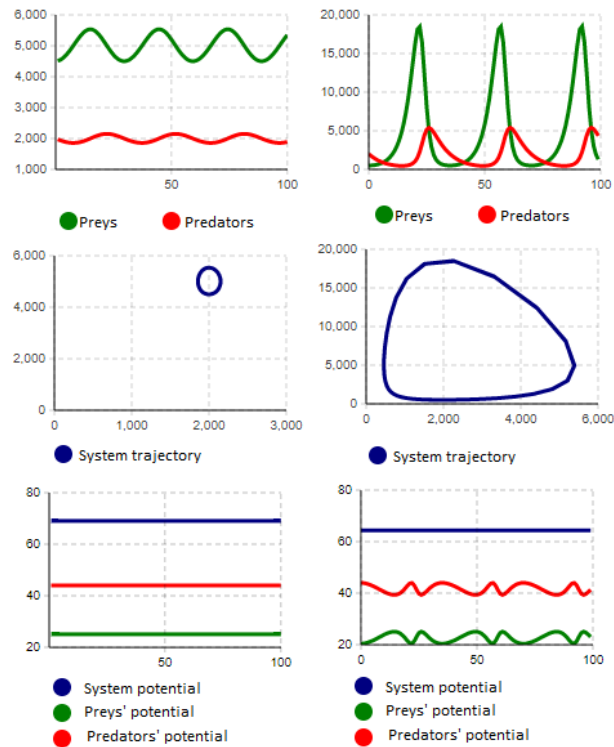 6,000
5,000
4,000
3,000
2,000
1,000
50 100
Preys Predators
20,000
15,000
10,000
5,000
0
0 50 100
Preys Predators
6,000
4,000
2,000
0
0 1,000 2,000 3,000
System trajectory
20,000
15,000
10,000
5,000
0
0 2,000 4,000 6,000
System trajectory
80
60
40
20
50 100
System potential
Preys' potential
Predators' potential
80
60
40
20
0 50 100
System potential
Preys' potential
Predators' potential